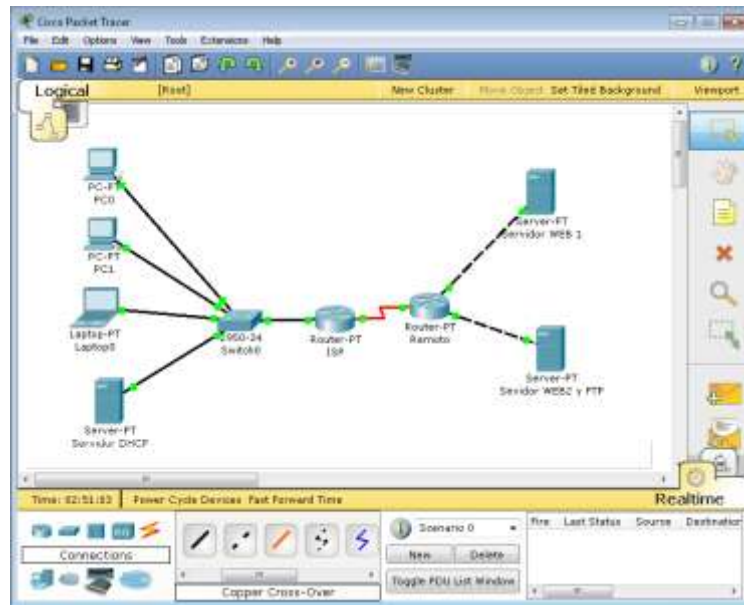 Cisco Packet Tracer
File Edit Options View Tools Extensions Help
Logical [Root] New Cluster Move Object Set Tiled Background Viewport
PC-PT
PC0
PC-PT
PC1
Laptop-PT
Laptop0
Server-PT
Servidor DHCP
2950-24
Switch0
Router-PT
ISP
Router-PT
Remoto
Server-PT
Servidor WEB 1
Server-PT
Sevidor WEB2 y FTP
Time: 02:51:03 Power Cycle Devices Fast Forward Time Realtime
Connections
Copper Cross-Over
Scenario 0
New Delete
Toggle PDU List Window
Fire Last Status Source Destination